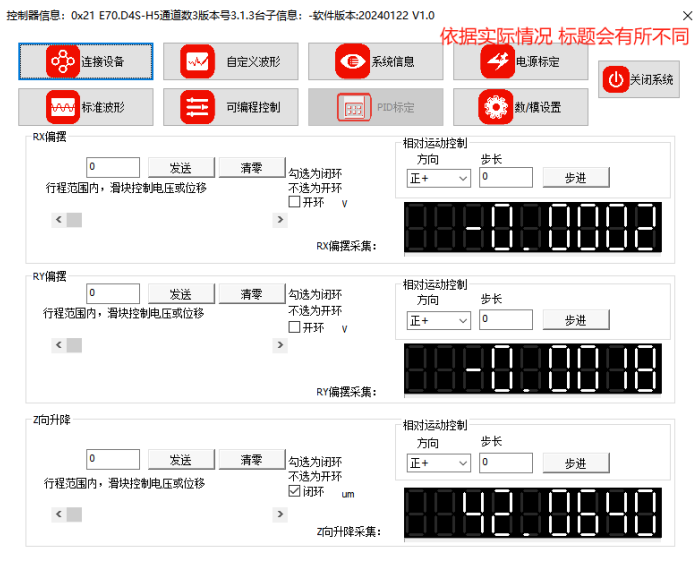 控制器信息：0x21 E70.D4S-H5通道数3版本号3.1.3台子信息：-软件版本:20240122 V1.0
依据实际情况 标题会有所不同
连接设备 自定义波形 系统信息 电源标定
关闭系统
标准波形 可编程控制 PID标定 数/模设置
RX偏摆
0 发送 清零
行程范围内，滑块控制电压或位移
勾选为闭环
不选为开环
开环 V
相对运动控制
方向 步长
正+ 0 步进
RX偏摆采集: -0.0002
RY偏摆
0 发送 清零
行程范围内，滑块控制电压或位移
勾选为闭环
不选为开环
开环 V
相对运动控制
方向 步长
正+ 0 步进
RY偏摆采集: -0.0018
Z向升降
0 发送 清零
行程范围内，滑块控制电压或位移
勾选为闭环
不选为开环
闭环 um
相对运动控制
方向 步长
正+ 0 步进
Z向升降采集: 42.0640